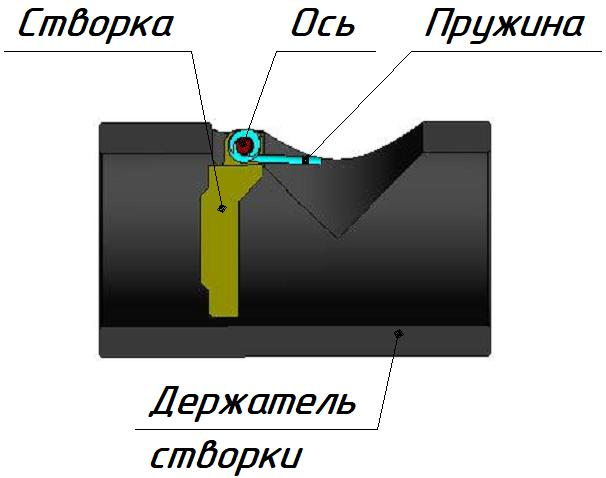 Створка
Ось
Пружина
Держатель
створки